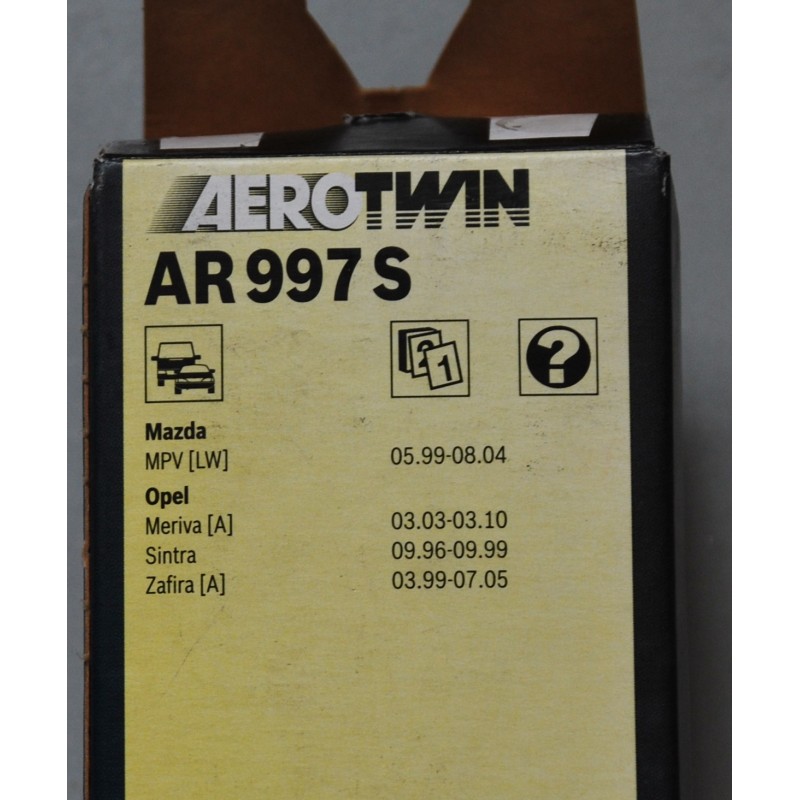 AEROTWIN
AR 997 S
2 1 ?
Mazda
MPV [LW] 05.99-08.04
Opel
Meriva [A] 03.03-03.10
Sintra 09.96-09.99
Zafira [A] 03.99-07.05